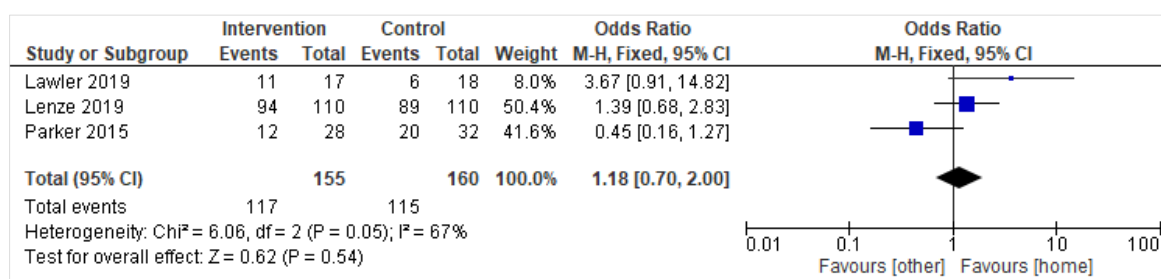 Intervention Control Odds Ratio Odds Ratio
Study or Subgroup Events Total Events Total Weight M-H, Fixed, 95% CI M-H, Fixed, 95% CI
Lawler 2019 11 17 6 18 8.0% 3.67 [0.91, 14.82]
Lenze 2019 94 110 89 110 50.4% 1.39 [0.68, 2.83]
Parker 2015 12 28 20 32 41.6% 0.45 [0.16, 1.27]
Total (95% CI) 155 160 100.0% 1.18 [0.70, 2.00]
Total events 117 115
Heterogeneity: Chi² = 6.06, df = 2 (P = 0.05); I² = 67%
Test for overall effect: Z = 0.62 (P = 0.54)
0.01 0.1 1 10 100
Favours [other] Favours [home]